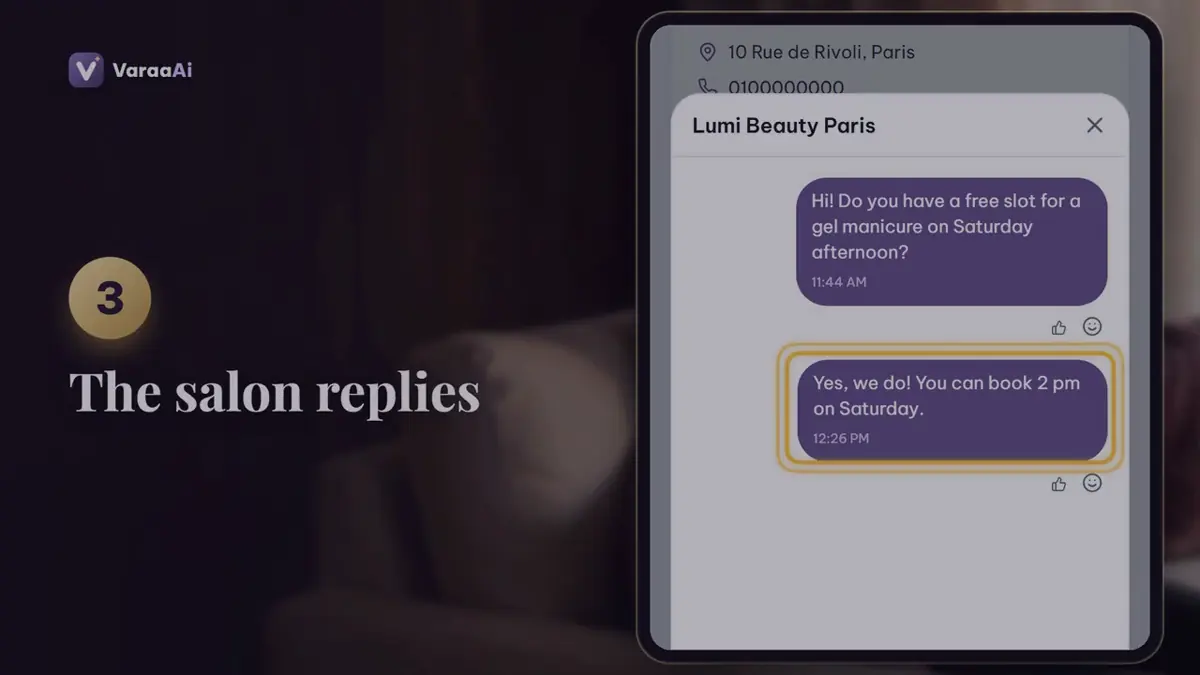 VaraaAi
3
The salon replies
10 Rue de Rivoli, Paris
0100000000
Lumi Beauty Paris
Hi! Do you have a free slot for a
gel manicure on Saturday
afternoon?
11:44 AM
Yes, we do! You can book 2 pm
on Saturday.
12:26 PM